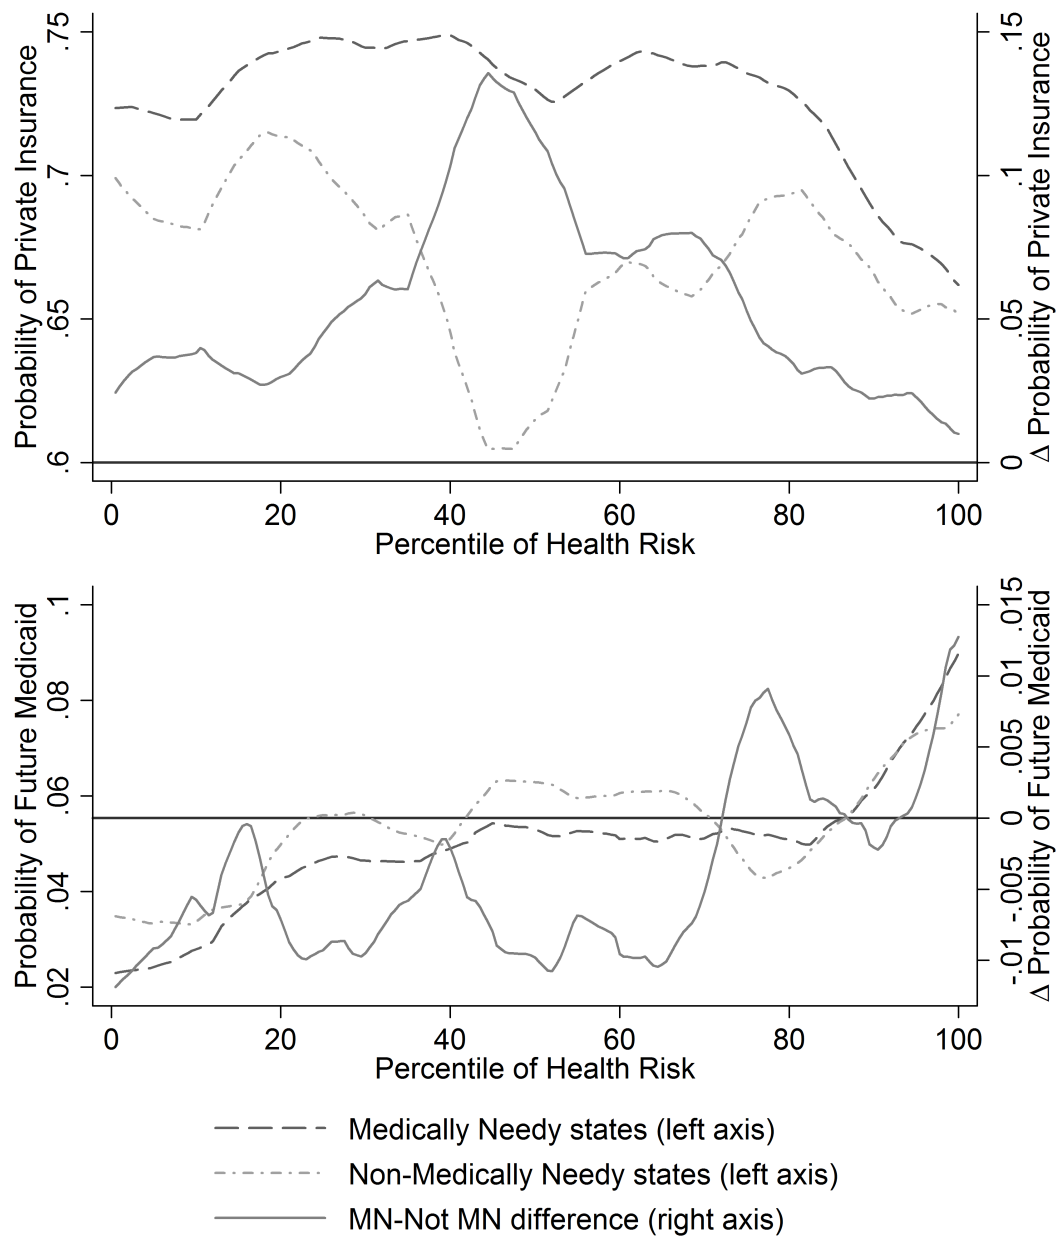 Probability of Private Insurance
.75
.7
.65
.6
.15
.1
.05
0
Δ Probability of Private Insurance
0 20 40 60 80 100
Percentile of Health Risk
Probability of Future Medicaid
.1
.08
.06
.04
.02
.015
.01
.005
0
-.005
-.01
Δ Probability of Future Medicaid
0 20 40 60 80 100
Percentile of Health Risk
Medically Needy states (left axis)
Non-Medically Needy states (left axis)
MN-Not MN difference (right axis)